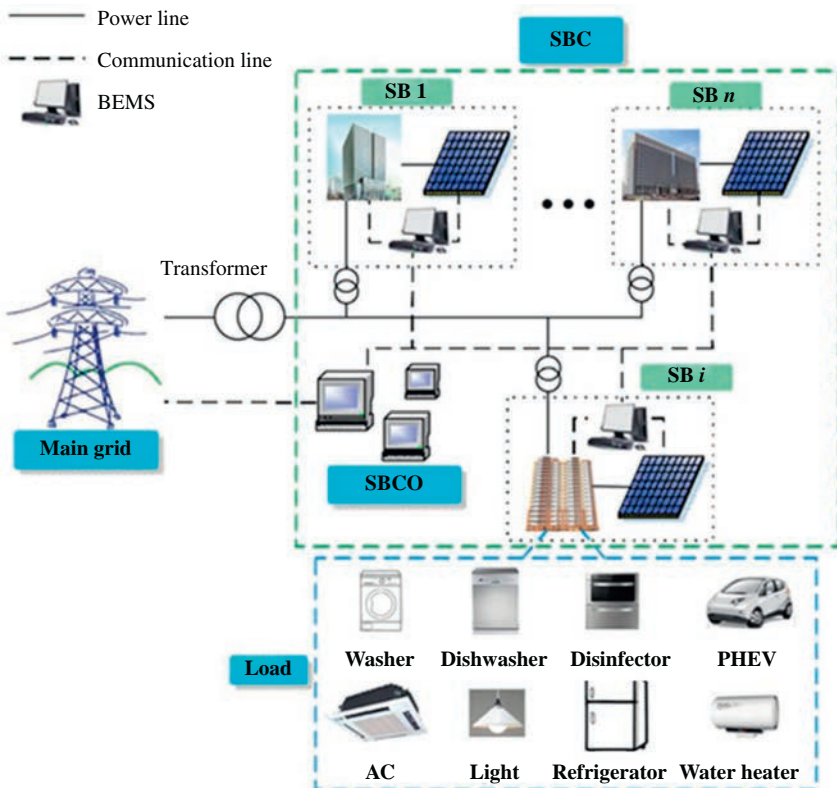 Power line
Communication line
BEMS
SBC
SB 1
SB n
Transformer
SB i
Main grid
SBCO
Load
Washer
Dishwasher
Disinfector
PHEV
AC
Light
Refrigerator
Water heater